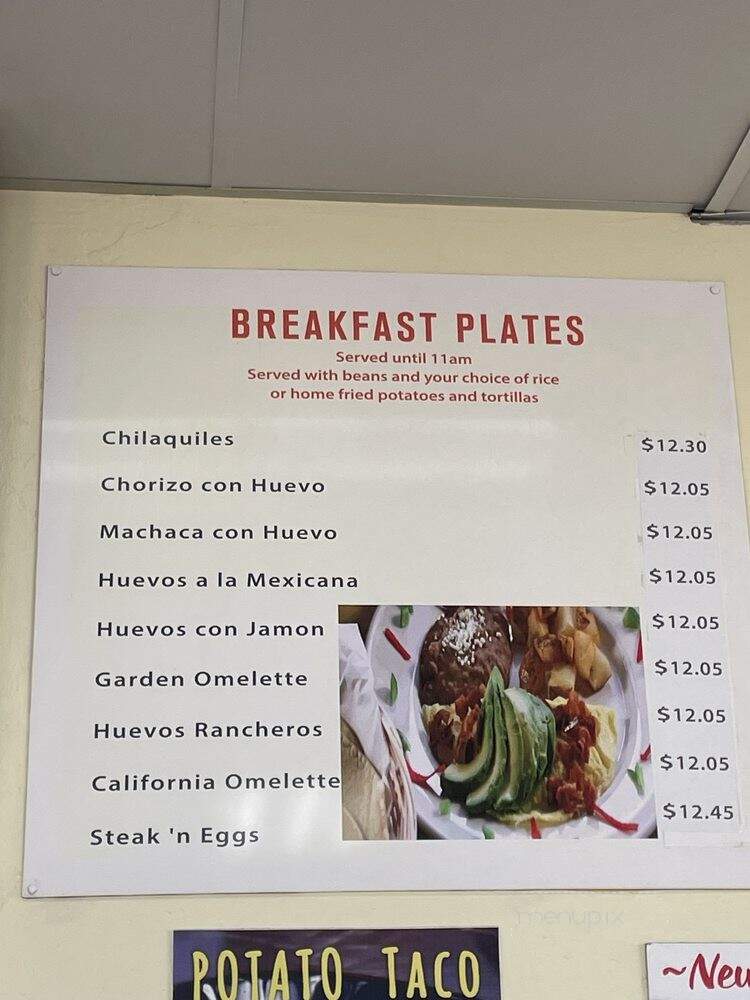 BREAKFAST PLATES
Served until 11am
Served with beans and your choice of rice
or home fried potatoes and tortillas
Chilaquiles $12.30
Chorizo con Huevo $12.05
Machaca con Huevo $12.05
Huevos a la Mexicana $12.05
Huevos con Jamon $12.05
Garden Omelette $12.05
Huevos Rancheros $12.05
California Omelette $12.05
Steak 'n Eggs $12.45
menupix
POTATO TACO
~New